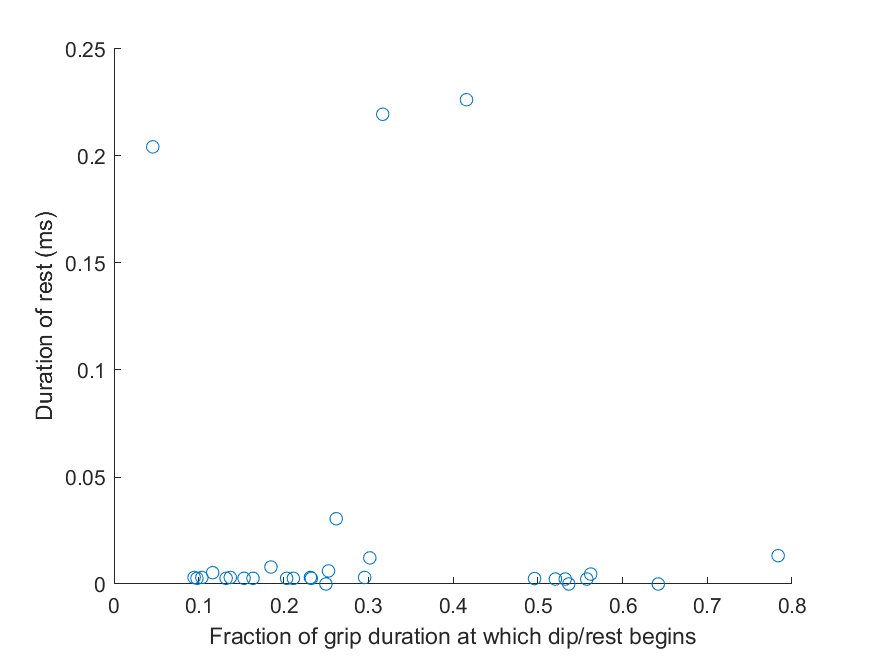 0.25
0.2
0.15
0.1
0.05
0
Duration of rest (ms)
0 0.1 0.2 0.3 0.4 0.5 0.6 0.7 0.8
Fraction of grip duration at which dip/rest begins